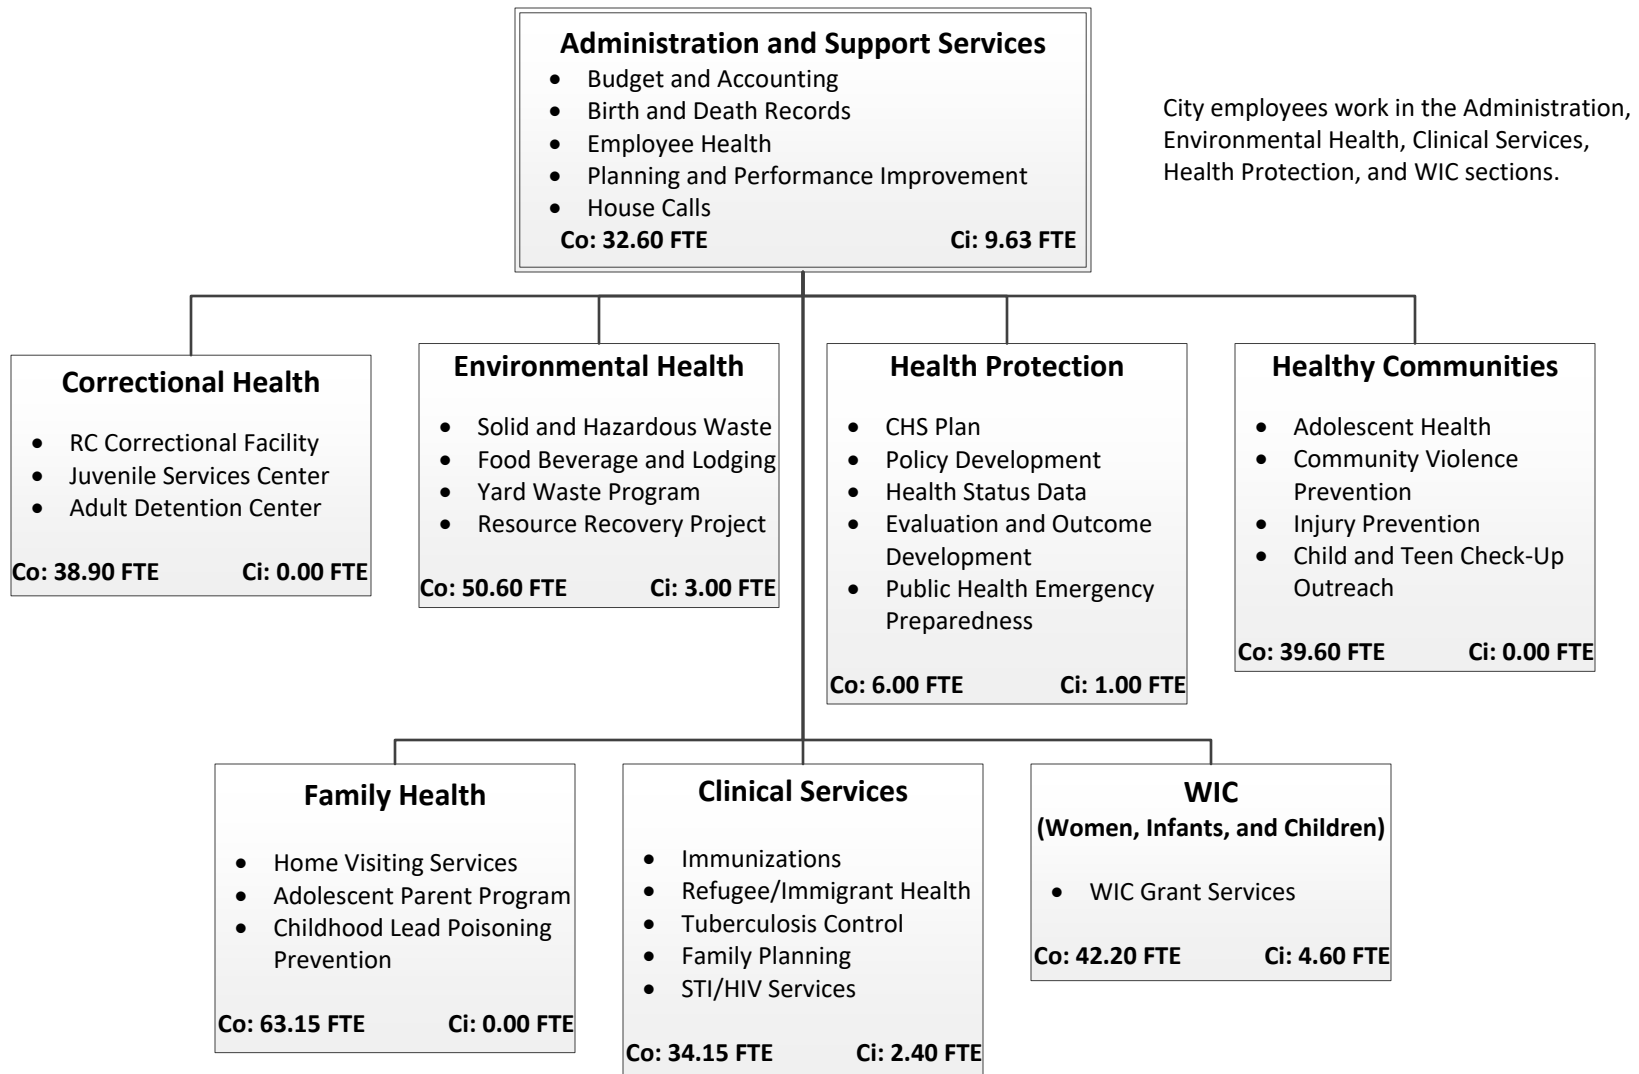 Administration and Support Services
• Budget and Accounting
• Birth and Death Records
• Employee Health
• Planning and Performance Improvement
• House Calls
Co: 32.60 FTE Ci: 9.63 FTE
City employees work in the Administration,
Environmental Health, Clinical Services,
Health Protection, and WIC sections.
Correctional Health
• RC Correctional Facility
• Juvenile Services Center
• Adult Detention Center
Co: 38.90 FTE Ci: 0.00 FTE
Environmental Health
• Solid and Hazardous Waste
• Food Beverage and Lodging
• Yard Waste Program
• Resource Recovery Project
Co: 50.60 FTE Ci: 3.00 FTE
Health Protection
• CHS Plan
• Policy Development
• Health Status Data
• Evaluation and Outcome
Development
• Public Health Emergency
Preparedness
Co: 6.00 FTE Ci: 1.00 FTE
Healthy Communities
• Adolescent Health
• Community Violence
Prevention
• Injury Prevention
• Child and Teen Check-Up
Outreach
Co: 39.60 FTE Ci: 0.00 FTE
Family Health
• Home Visiting Services
• Adolescent Parent Program
• Childhood Lead Poisoning
Prevention
Co: 63.15 FTE Ci: 0.00 FTE
Clinical Services
• Immunizations
• Refugee/Immigrant Health
• Tuberculosis Control
• Family Planning
• STI/HIV Services
Co: 34.15 FTE Ci: 2.40 FTE
WIC
(Women, Infants, and Children)
• WIC Grant Services
Co: 42.20 FTE Ci: 4.60 FTE